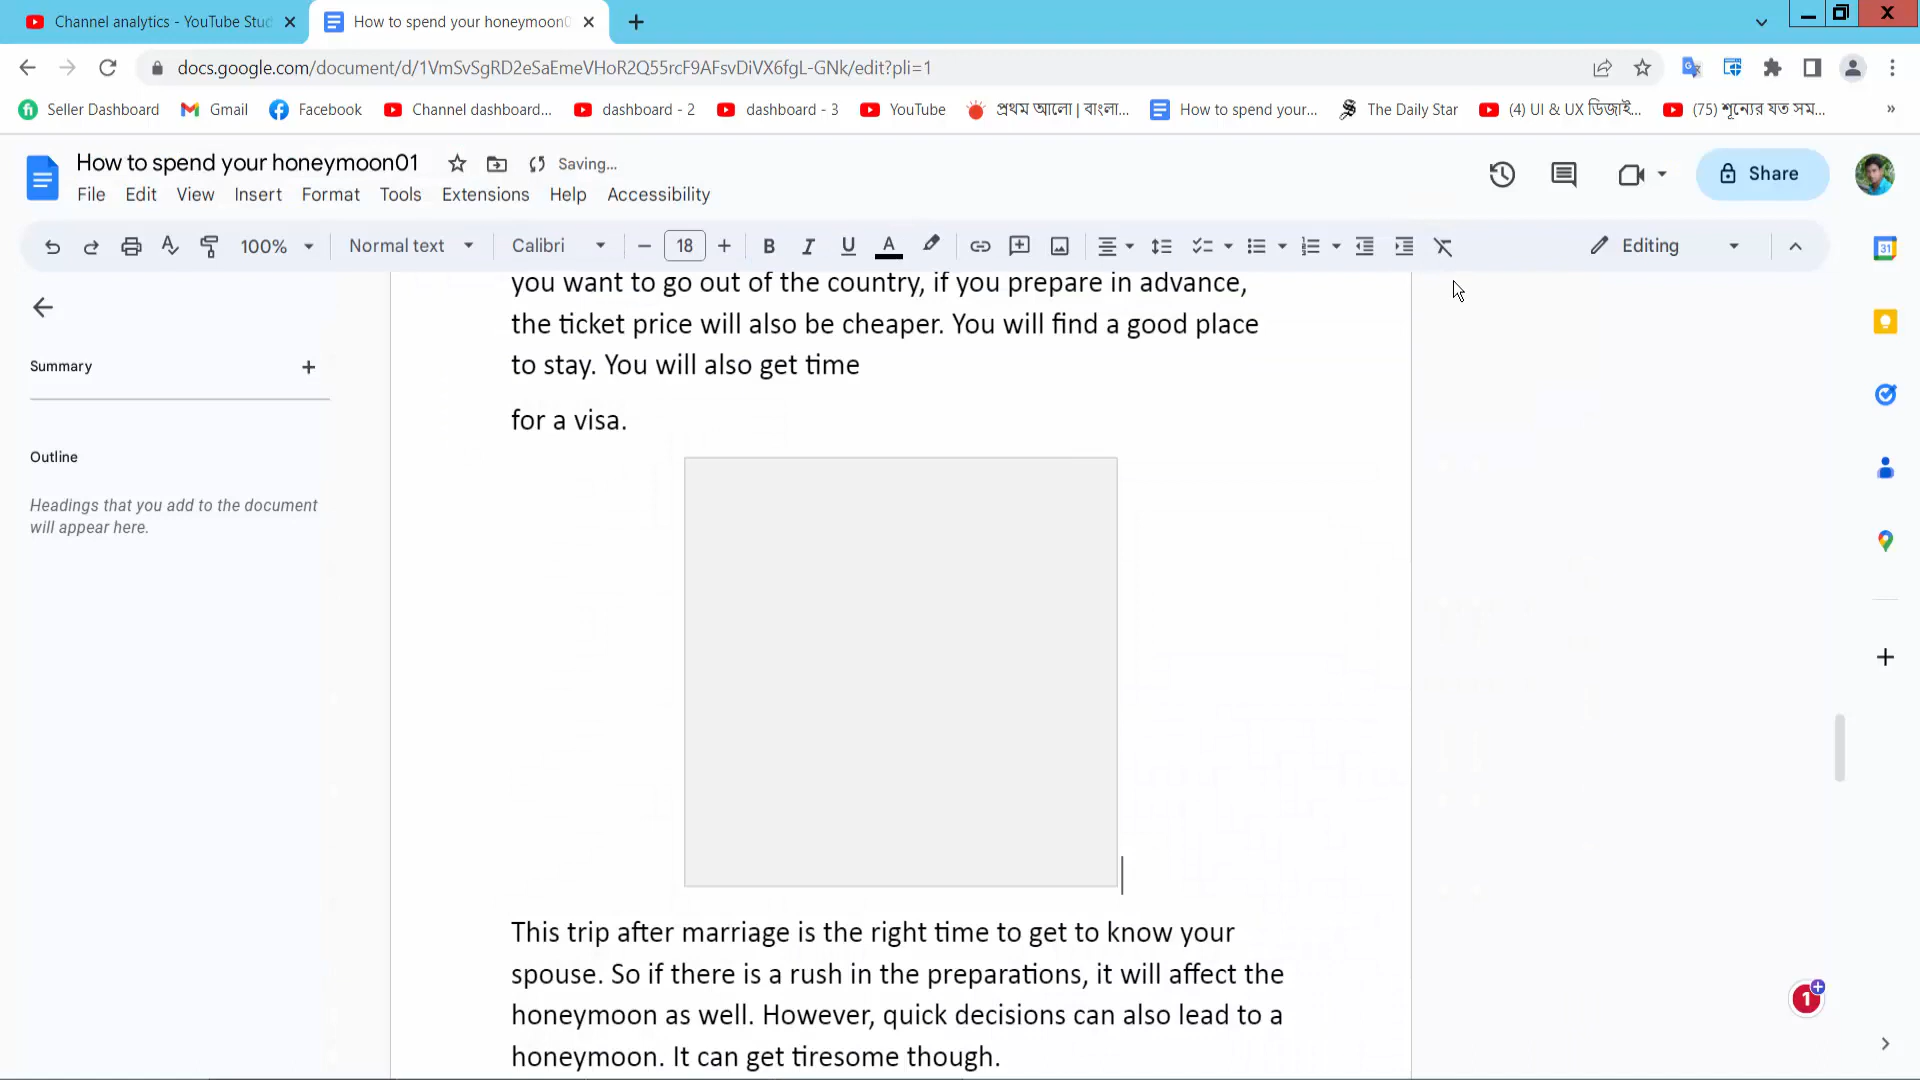 Channel analytics - YouTube Stud
How to spend your honeymoon0
docs.google.com/document/d/1VmSvSgRD2eSaEmeVHoR2Q55rcF9AFsvDiVX6fgL-GNk/edit?pli=1
Seller Dashboard Gmail Facebook Channel dashboard... dashboard - 2 dashboard - 3 YouTube প্রথম আলো | বাংলা... How to spend your... The Daily Star (4) UI & UX ডিজাই... (75) শূন্যের যত সম... »
How to spend your honeymoon01 Saving...
File Edit View Insert Format Tools Extensions Help Accessibility
Share
100% Normal text Calibri 18 Editing
31
Summary
Outline
Headings that you add to the document
will appear here.
you want to go out of the country, if you prepare in advance,
the ticket price will also be cheaper. You will find a good place
to stay. You will also get time
for a visa.
This trip after marriage is the right time to get to know your
spouse. So if there is a rush in the preparations, it will affect the
honeymoon as well. However, quick decisions can also lead to a
honeymoon. It can get tiresome though.
1